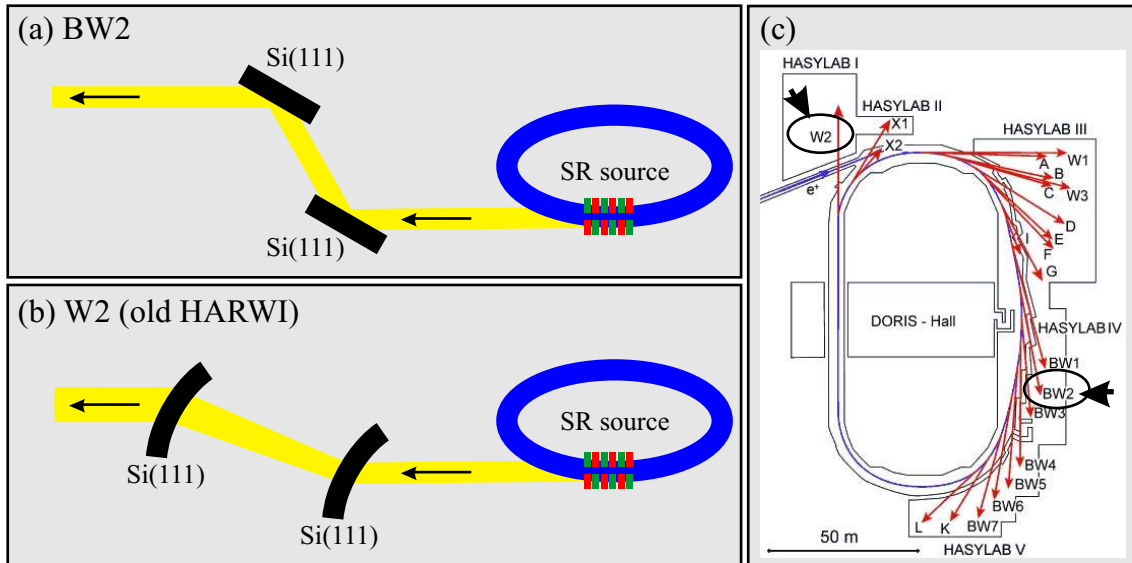 (a) BW2
Si(111)
SR source
Si(111)
(b) W2 (old HARWI)
SR source
Si(111)
Si(111)
(c)
HASYLAB I
HASYLAB II
X1
HASYLAB III
W2
X2
A
W1
B
C
W3
e+
D
E
I
F
G
DORIS - Hall
HASYLAB IV
BW1
BW2
BW3
BW4
BW5
BW6
L
K
BW7
50 m
HASYLAB V